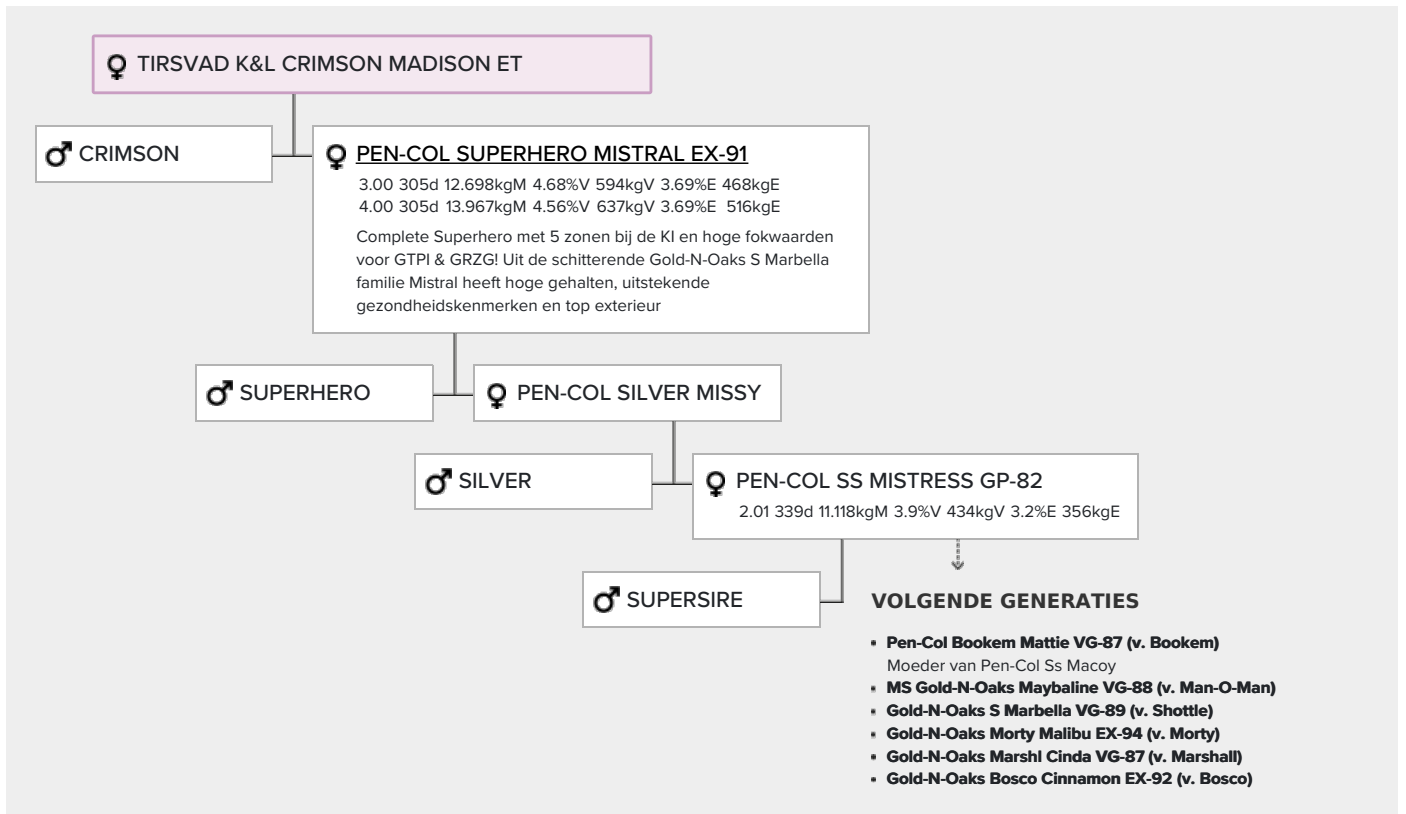 TIRSVAD K&L CRIMSON MADISON ET
CRIMSON
PEN-COL SUPERHERO MISTRAL EX-91
3.00 305d 12.698kgM 4.68%V 594kgV 3.69%E 468kgE
4.00 305d 13.967kgM 4.56%V 637kgV 3.69%E 516kgE
Complete Superhero met 5 zonen bij de KI en hoge fokwaarden
voor GTPI & GRZG! Uit de schitterende Gold-N-Oaks S Marbella
familie Mistral heeft hoge gehalten, uitstekende
gezondheidskenmerken en top exterieur
SUPERHERO
PEN-COL SILVER MISSY
SILVER
PEN-COL SS MISTRESS GP-82
2.01 339d 11.118kgM 3.9%V 434kgV 3.2%E 356kgE
SUPERSIRE
VOLGENDE GENERATIES
Pen-Col Bookem Mattie VG-87 (v. Bookem)
Moeder van Pen-Col Ss Macoy
MS Gold-N-Oaks Maybaline VG-88 (v. Man-O-Man)
Gold-N-Oaks S Marbella VG-89 (v. Shottle)
Gold-N-Oaks Morty Malibu EX-94 (v. Morty)
Gold-N-Oaks Marshl Cinda VG-87 (v. Marshall)
Gold-N-Oaks Bosco Cinnamon EX-92 (v. Bosco)